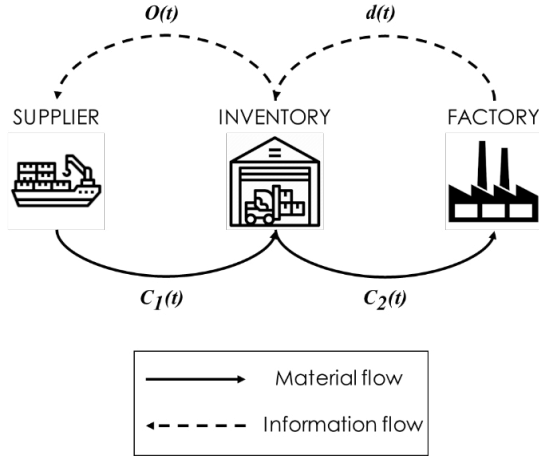 O(t) d(t)
SUPPLIER INVENTORY FACTORY
C1(t) C2(t)
Material flow
Information flow